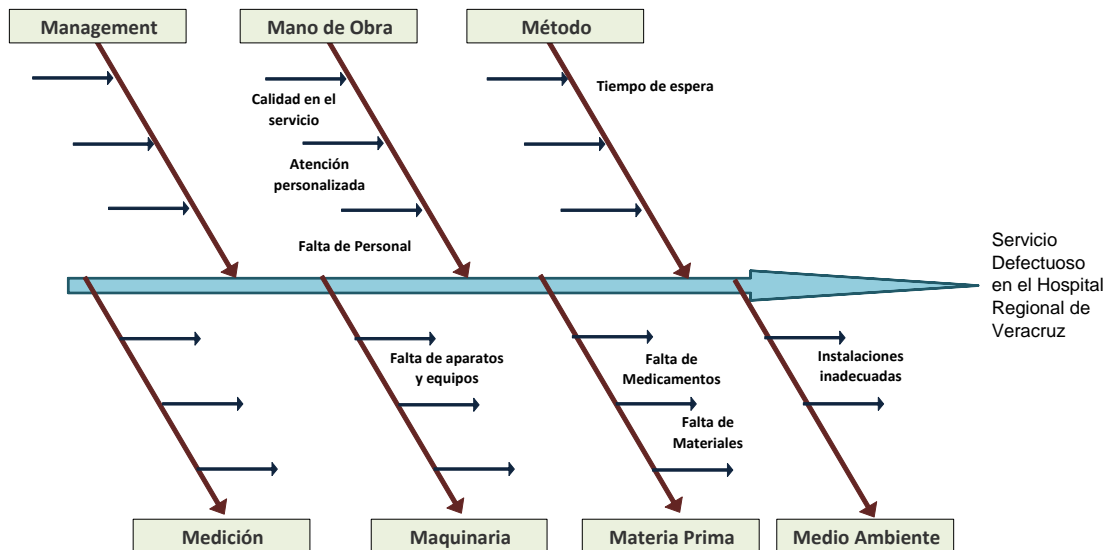 Management
Mano de Obra
Método
Tiempo de espera
Calidad en el
servicio
Atención
personalizada
Falta de Personal
Servicio
Defectuoso
en el Hospital
Regional de
Veracruz
Falta de aparatos
y equipos
Falta de
Medicamentos
Instalaciones
inadecuadas
Falta de
Materiales
Medición
Maquinaria
Materia Prima
Medio Ambiente